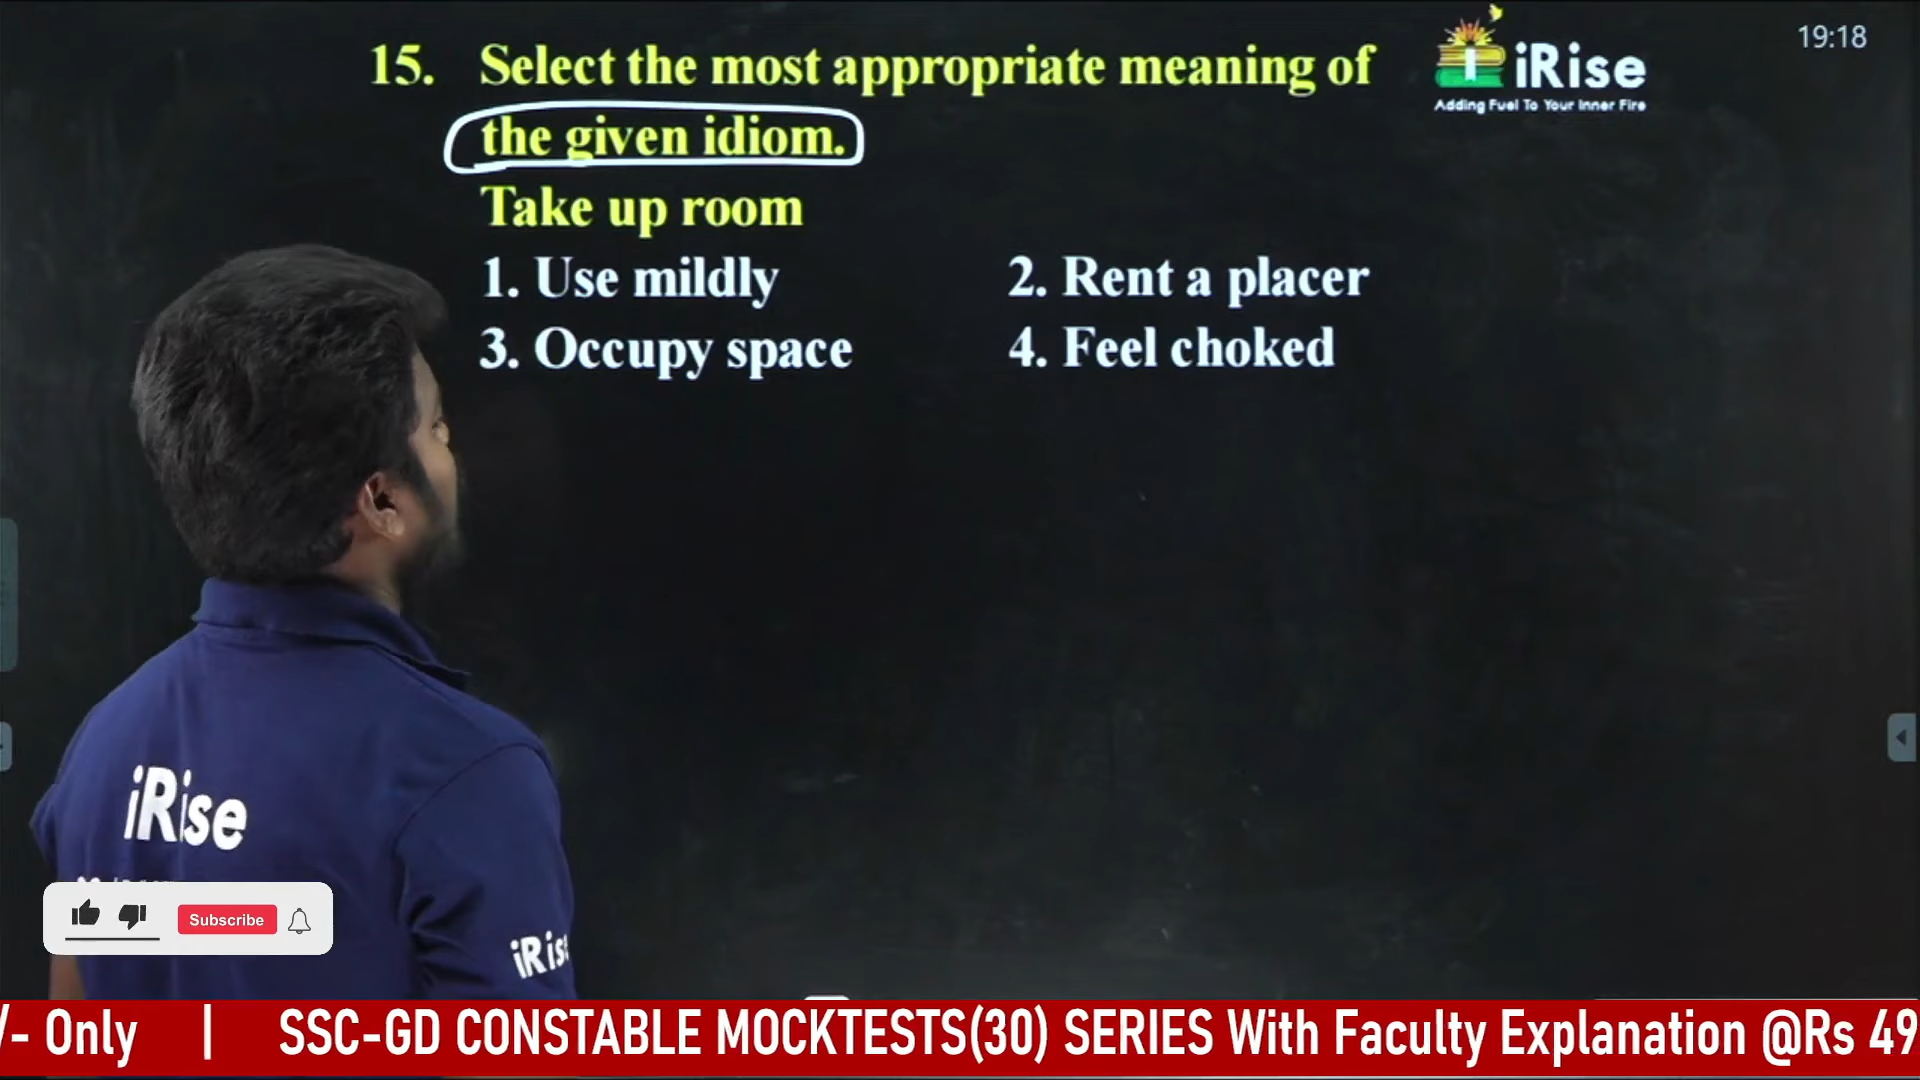 19:18
15. Select the most appropriate meaning of
the given idiom.
Take up room
1. Use mildly 2. Rent a placer
3. Occupy space 4. Feel choked
iRise
Adding Fuel To Your Inner Fire
iRise
iRise
Subscribe
/- Only | SSC-GD CONSTABLE MOCKTESTS(30) SERIES With Faculty Explanation @Rs 49